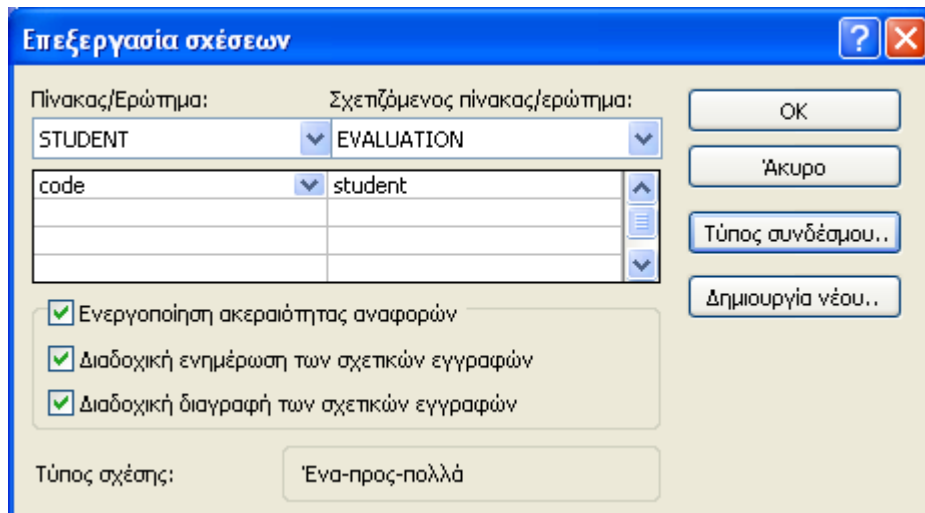 Επεξεργασία σχέσεων
Πίνακας/Ερώτημα: Σχετιζόμενος πίνακας/ερώτημα:
STUDENT EVALUATION
code student
OK
Άκυρο
Τύπος συνδέσμου..
Δημιουργία νέου..
Ενεργοποίηση ακεραιότητας αναφορών
Διαδοχική ενημέρωση των σχετικών εγγραφών
Διαδοχική διαγραφή των σχετικών εγγραφών
Τύπος σχέσης: Ένα-προς-πολλά